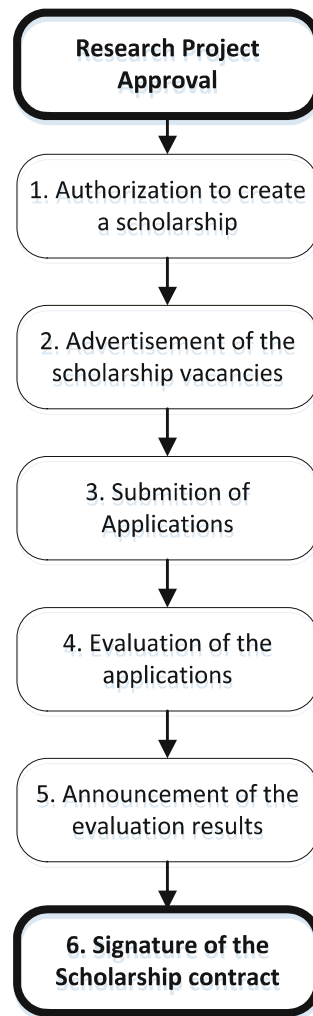 Research Project
Approval
1. Authorization to create
a scholarship
2. Advertisement of the
scholarship vacancies
3. Submition of
Applications
4. Evaluation of the
applications
5. Announcement of the
evaluation results
6. Signature of the
Scholarship contract